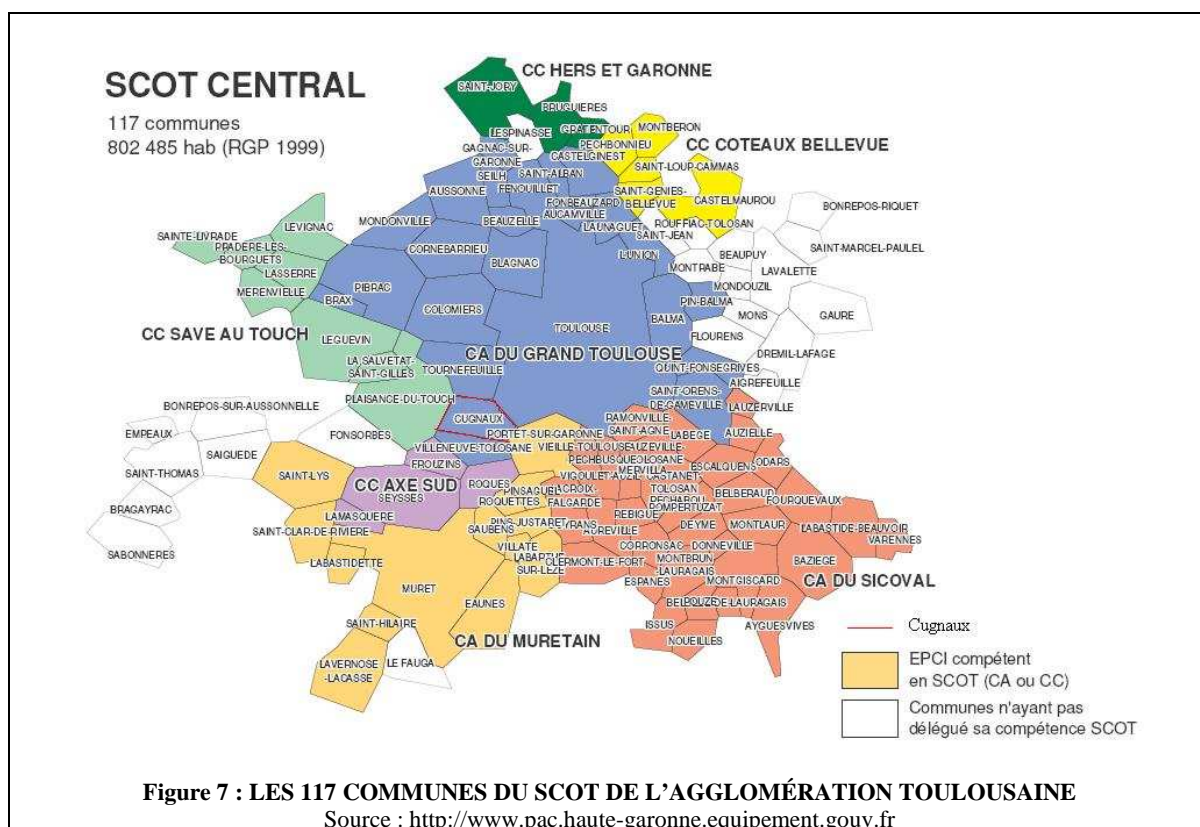 SCOT CENTRAL
117 communes
802 485 hab (RGP 1999)
CC HERS ET GARONNE
SAINT-JORY
BRUGUIERES
LESPINASSE
GRATENTOUR
MONTBERON
PECHBONNIEU
CC COTEAUX BELLEVUE
GAGNAC-SUR-
GARONNE
CASTELGINEST
SAINT-LOUP-CAMMAS
SEILH
SAINT-ALBAN
AUSSONNE
FENOUILLET
SAINT-GENIES-
BELLEVUE
CASTELMAUROU
FONBEAUZARD
BONREPOS-RIQUET
LEVIGNAC
MONDONVILLE
BEAUZELLE
AUCAMVILLE
LAUNAGUET
ROUFFIAC-TOLOSAN
SAINT-JEAN
SAINTE-LIVRADE
PRADERE-LES-
BOURGUETS
CORNEBARRIEU
BLAGNAC
L'UNION
BEAUPUY
SAINT-MARCEL-PAULEL
LASSERRE
MONTRABE
LAVALETTE
MERENVIELLE
PIBRAC
MONDOUZIL
BRAX
COLOMIERS
PIN-BALMA
MONS
GAURE
CC SAVE AU TOUCH
LEGUEVIN
TOULOUSE
BALMA
FLOURENS
CA DU GRAND TOULOUSE
DREMIL-LAFAGE
LA SALVETAT-
SAINT-GILLES
TOURNEFEUILLE
QUINT-FONSEGRIVES
AIGREFEUILLE
PLAISANCE-DU-TOUCH
SAINT-ORENS-
DE-GAMEVILLE
LAUZERVILLE
BONREPOS-SUR-AUSSONNELLE
CUGNAUX
RAMONVILLE-
SAINT-AGNE
LABEGE
AUZIELLE
EMPEAUX
FONSORBES
PORTET-SUR-GARONNE
SAIGUEDE
VILLENEUVE-TOLOSANE
VIEILLE-TOULOUSE
AUZEVILLE-
TOLOSANE
SAINT-THOMAS
SAINT-LYS
FROUZINS
PECHBUSQUE
MERVILLA
ESCALQUENS
ODARS
CC AXE SUD
SEYSSES
ROQUES
VIGOULET-AUZIL
CASTANET-
TOLOSAN
BELBERAUD
FOURQUEVAUX
BRAGAYRAC
PINSAGUEL
LACROIX-
FALGARDE
PECHABOU
LAMASQUERE
ROQUETTES
REBIGUE
POMPERTUZAT
LABASTIDE-BEAUVOIR
SAINT-CLAR-DE-RIVIERE
PINS-JUSTARET
AUREVILLE
DEYME
MONTLAUR
VARENNES
SABONNERES
SAUBENS
VILLATE
CORRONSAC
DONNEVILLE
LABASTIDETTE
LABARTHE-
SUR-LEZE
CLERMONT-LE-FORT
MONTBRUN
-LAURAGAIS
BAZIEGE
MURET
ESPANES
MONTGISCARD
CA DU SICOVAL
EAUNES
POUZE
SAINT-HILAIRE
CA DU MURETAIN
ISSUS
AYGUESVIVES
NOUEILLES
LAVERNOSE
-LACASSE
LE FAUGA
Cugnaux
EPCI compétent
en SCOT (CA ou CC)
Communes n'ayant pas
délégué sa compétence SCOT
Figure 7 : LES 117 COMMUNES DU SCOT DE L'AGGLOMÉRATION TOULOUSAINE
Source : http://www.pac.haute-garonne.equipement.gouv.fr